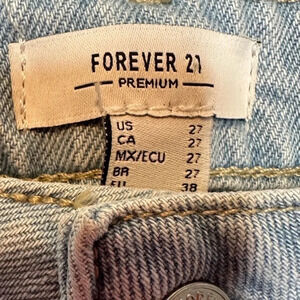 FOREVER 21
PREMIUM
US 27
CA 27
MX/ECU 27
BR 27
EU 38